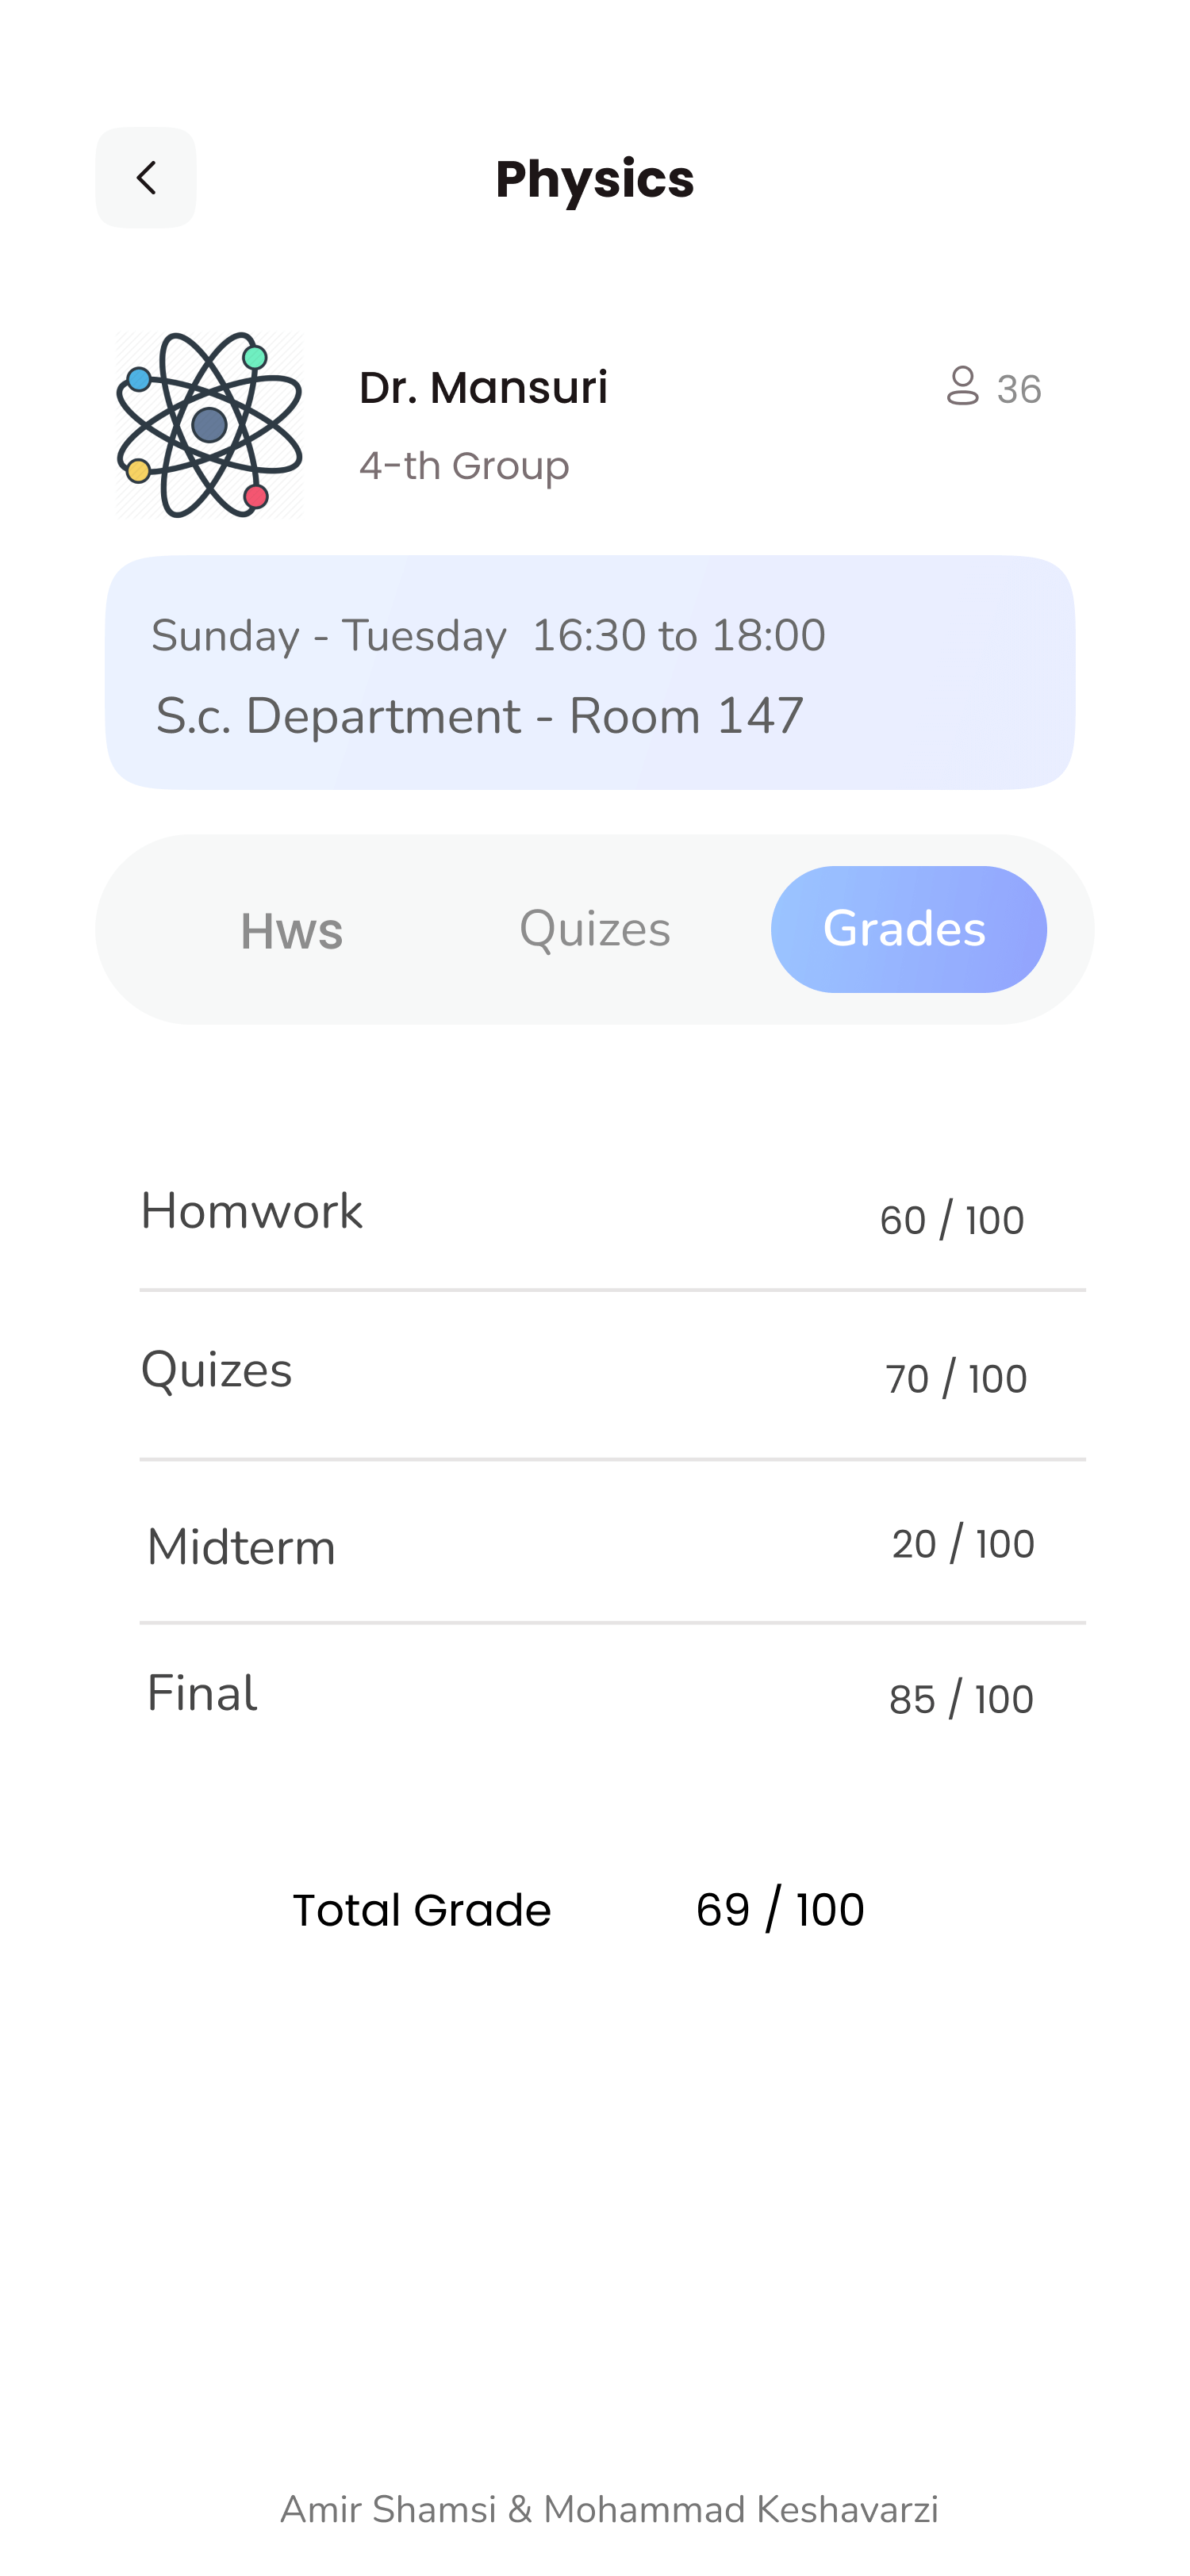 Physics
Dr. Mansuri
36
4-th Group
Sunday - Tuesday  16:30 to 18:00
S.c. Department - Room 147
Hws
Quizes
Grades
Homwork
60 / 100
Quizes
70 / 100
Midterm
20 / 100
Final
85 / 100
Total Grade
69 / 100
Amir Shamsi & Mohammad Keshavarzi